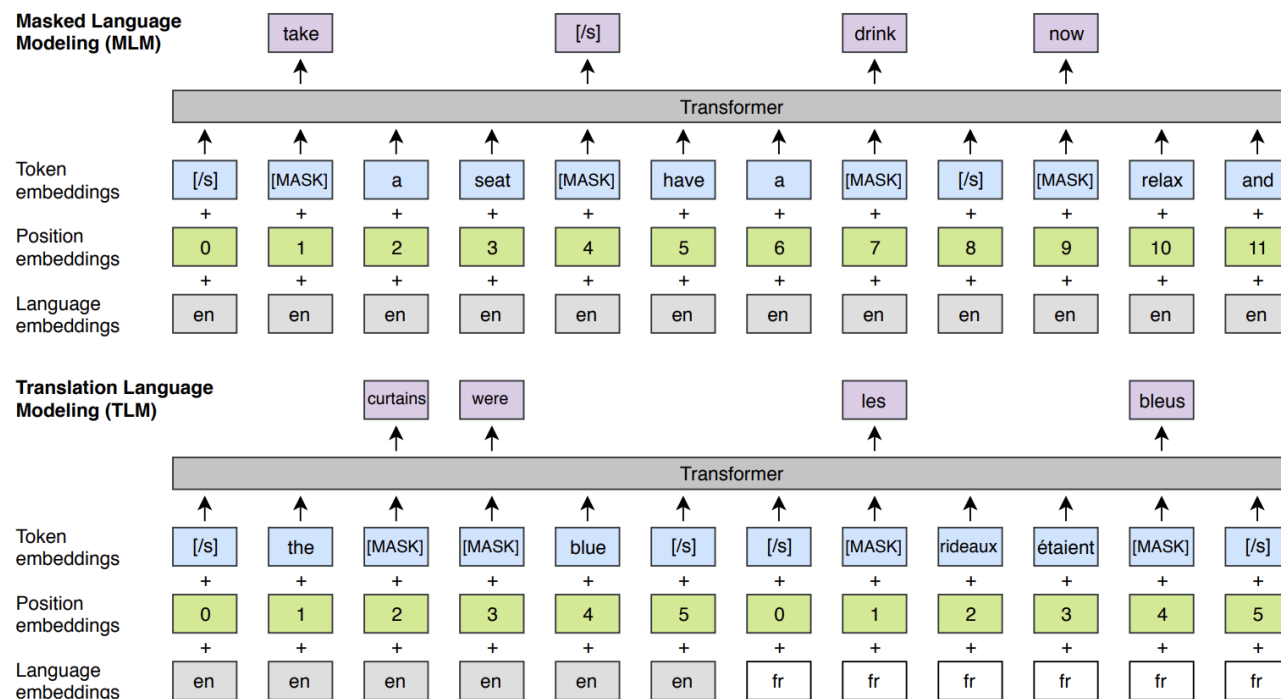 Masked Language
Modeling (MLM)
take [/s] drink now
Transformer
Token
embeddings
[/s] [MASK] a seat [MASK] have a [MASK] [/s] [MASK] relax and
+ + + + + + + + + + + +
Position
embeddings
0 1 2 3 4 5 6 7 8 9 10 11
+ + + + + + + + + + + +
Language
embeddings
en en en en en en en en en en en en
Translation Language
Modeling (TLM)
curtains were les bleus
Transformer
Token
embeddings
[/s] the [MASK] [MASK] blue [/s] [/s] [MASK] rideaux étaient [MASK] [/s]
+ + + + + + + + + + + +
Position
embeddings
0 1 2 3 4 5 0 1 2 3 4 5
+ + + + + + + + + + + +
Language
embeddings
en en en en en en fr fr fr fr fr fr